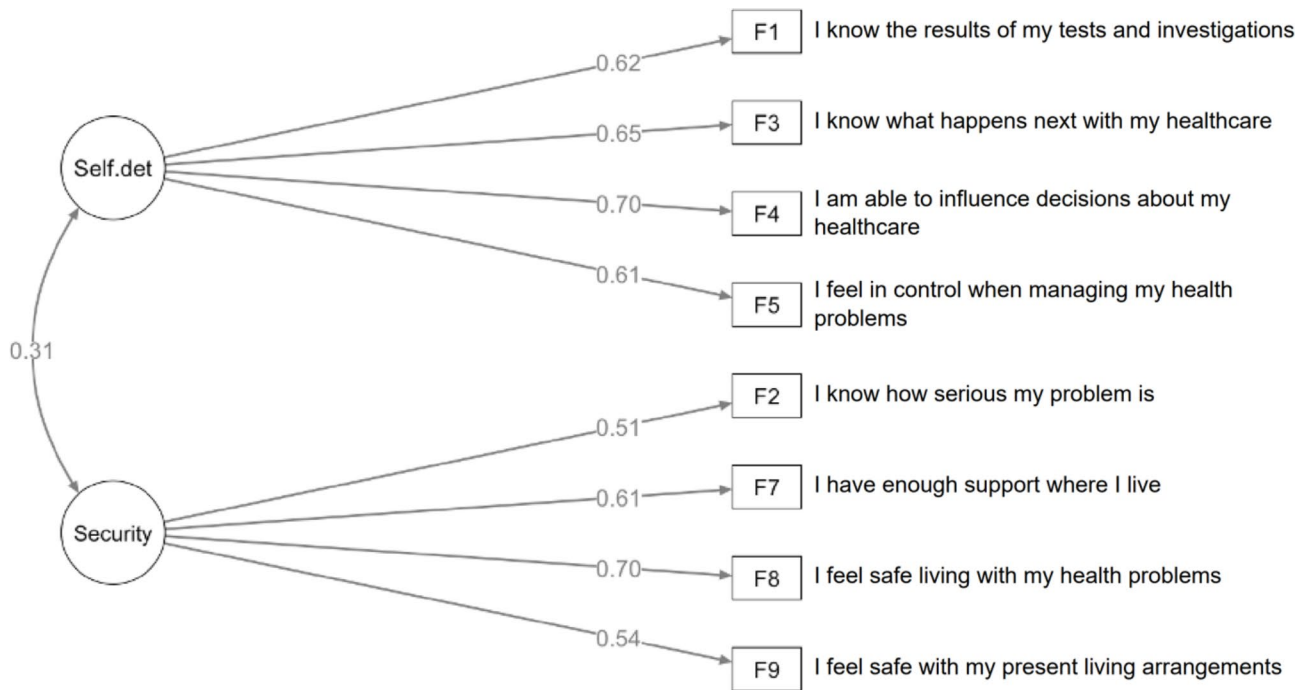 F1 I know the results of my tests and investigations
0.62
F3 I know what happens next with my healthcare
0.65
Self.det
F4 I am able to influence decisions about my
healthcare
0.70
F5 I feel in control when managing my health
problems
0.61
0.31
F2 I know how serious my problem is
0.51
F7 I have enough support where I live
0.61
Security
F8 I feel safe living with my health problems
0.70
F9 I feel safe with my present living arrangements
0.54